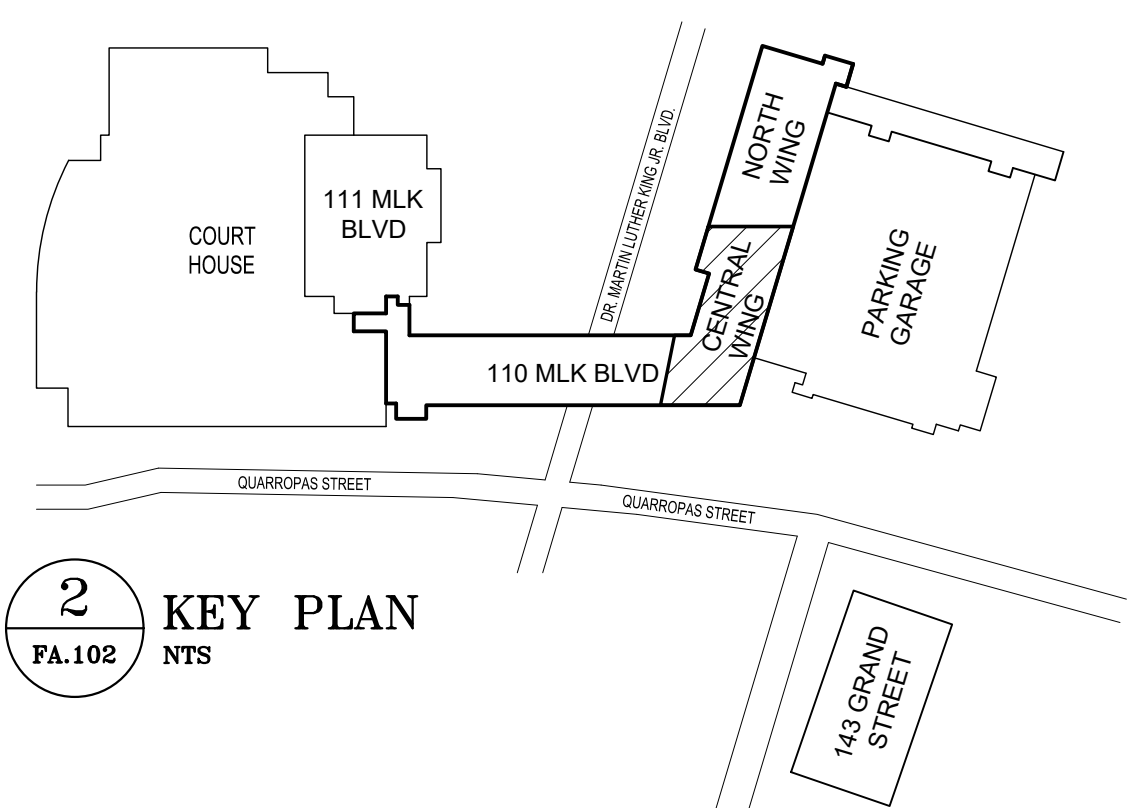 COURT
HOUSE
111 MLK
BLVD
DR. MARTIN LUTHER KING JR. BLVD.
NORTH
WING
CENTRAL
WING
PARKING
GARAGE
110 MLK BLVD
QUARROPAS STREET
QUARROPAS STREET
2
FA.102
KEY PLAN
NTS
143 GRAND
STREET